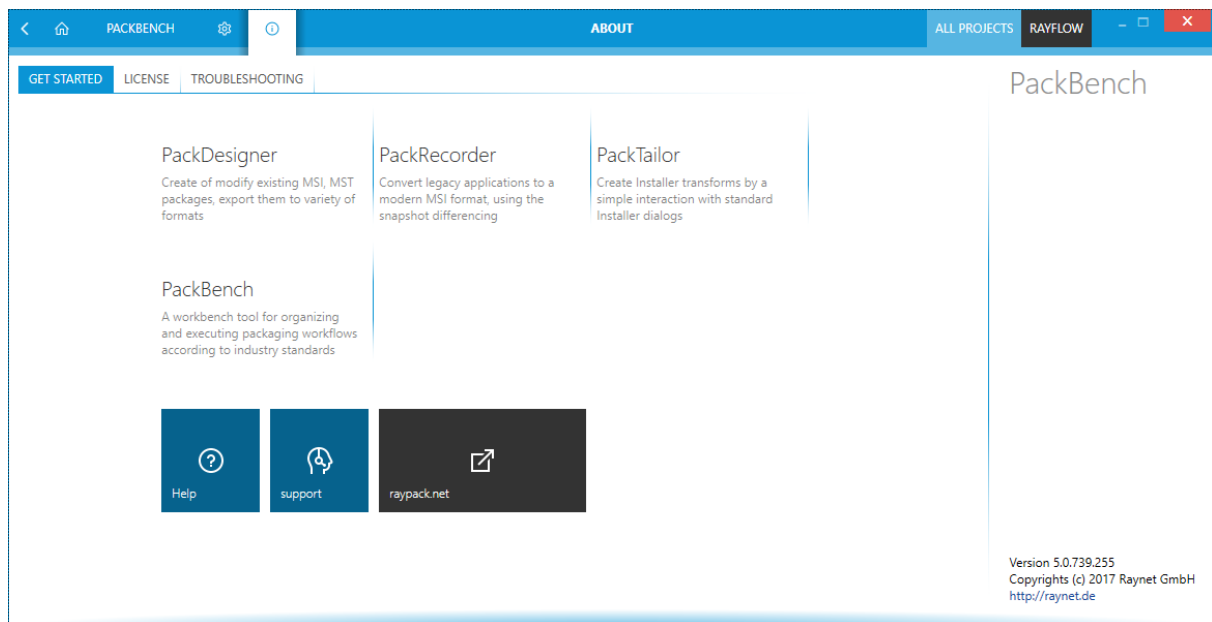 PACKBENCH
ABOUT
ALL PROJECTS
RAYFLOW
GET STARTED
LICENSE
TROUBLESHOOTING
PackBench
PackDesigner
Create of modify existing MSI, MST
packages, export them to variety of
formats
PackRecorder
Convert legacy applications to a
modern MSI format, using the
snapshot differencing
PackTailor
Create Installer transforms by a
simple interaction with standard
Installer dialogs
PackBench
A workbench tool for organizing
and executing packaging workflows
according to industry standards
Help
support
raypack.net
Version 5.0.739.255
Copyrights (c) 2017 Raynet GmbH
http://raynet.de